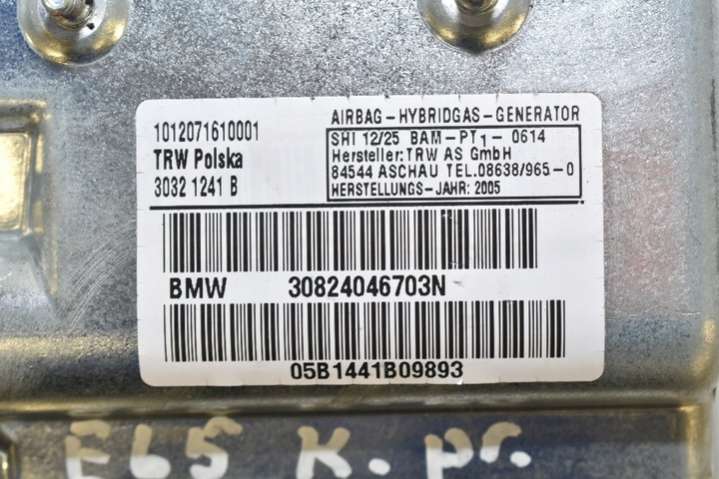 1012071610001
TRW Polska
3032 1241 B
AIRBAG-HYBRIDGAS-GENERATOR
SHI 12/25 BAM-PT1-0614
Hersteller:TRW AS GmbH
84544 ASCHAU TEL.08638/965-0
HERSTELLUNGS-JAHR: 2005
BMW 30824046703N
05B1441B09893
E65 K. pr.